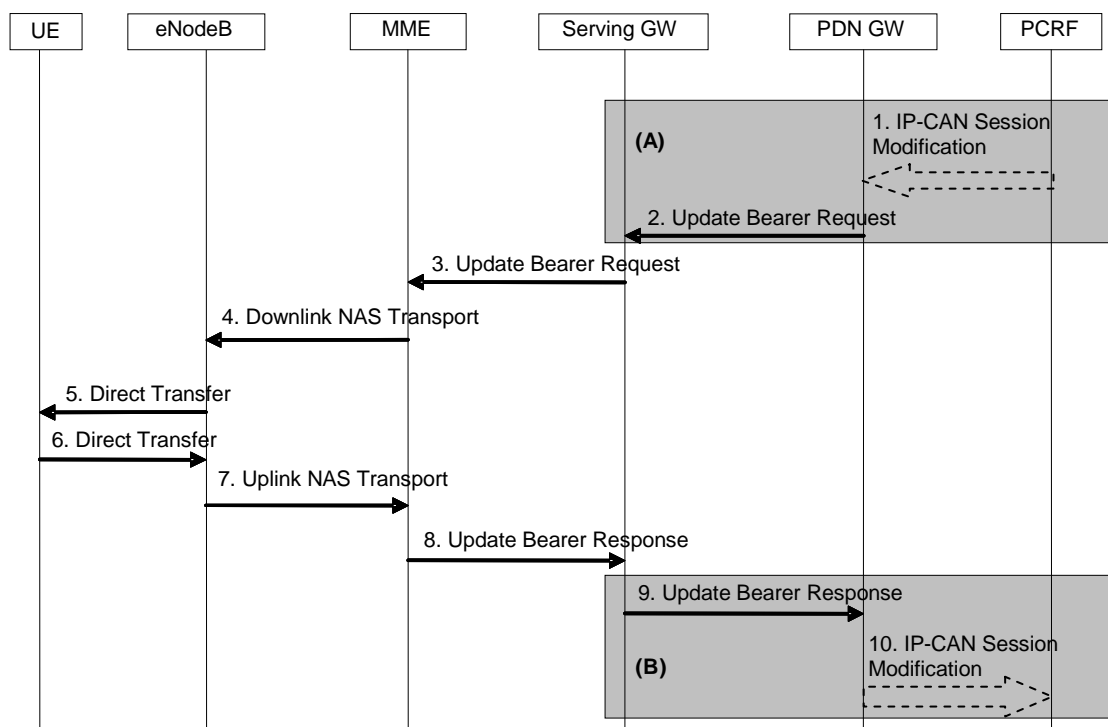 UE
eNodeB
MME
Serving GW
PDN GW
PCRF
(A)
1. IP-CAN Session
Modification
2. Update Bearer Request
3. Update Bearer Request
4. Downlink NAS Transport
5. Direct Transfer
6. Direct Transfer
7. Uplink NAS Transport
8. Update Bearer Response
9. Update Bearer Response
(B)
10. IP-CAN Session
Modification